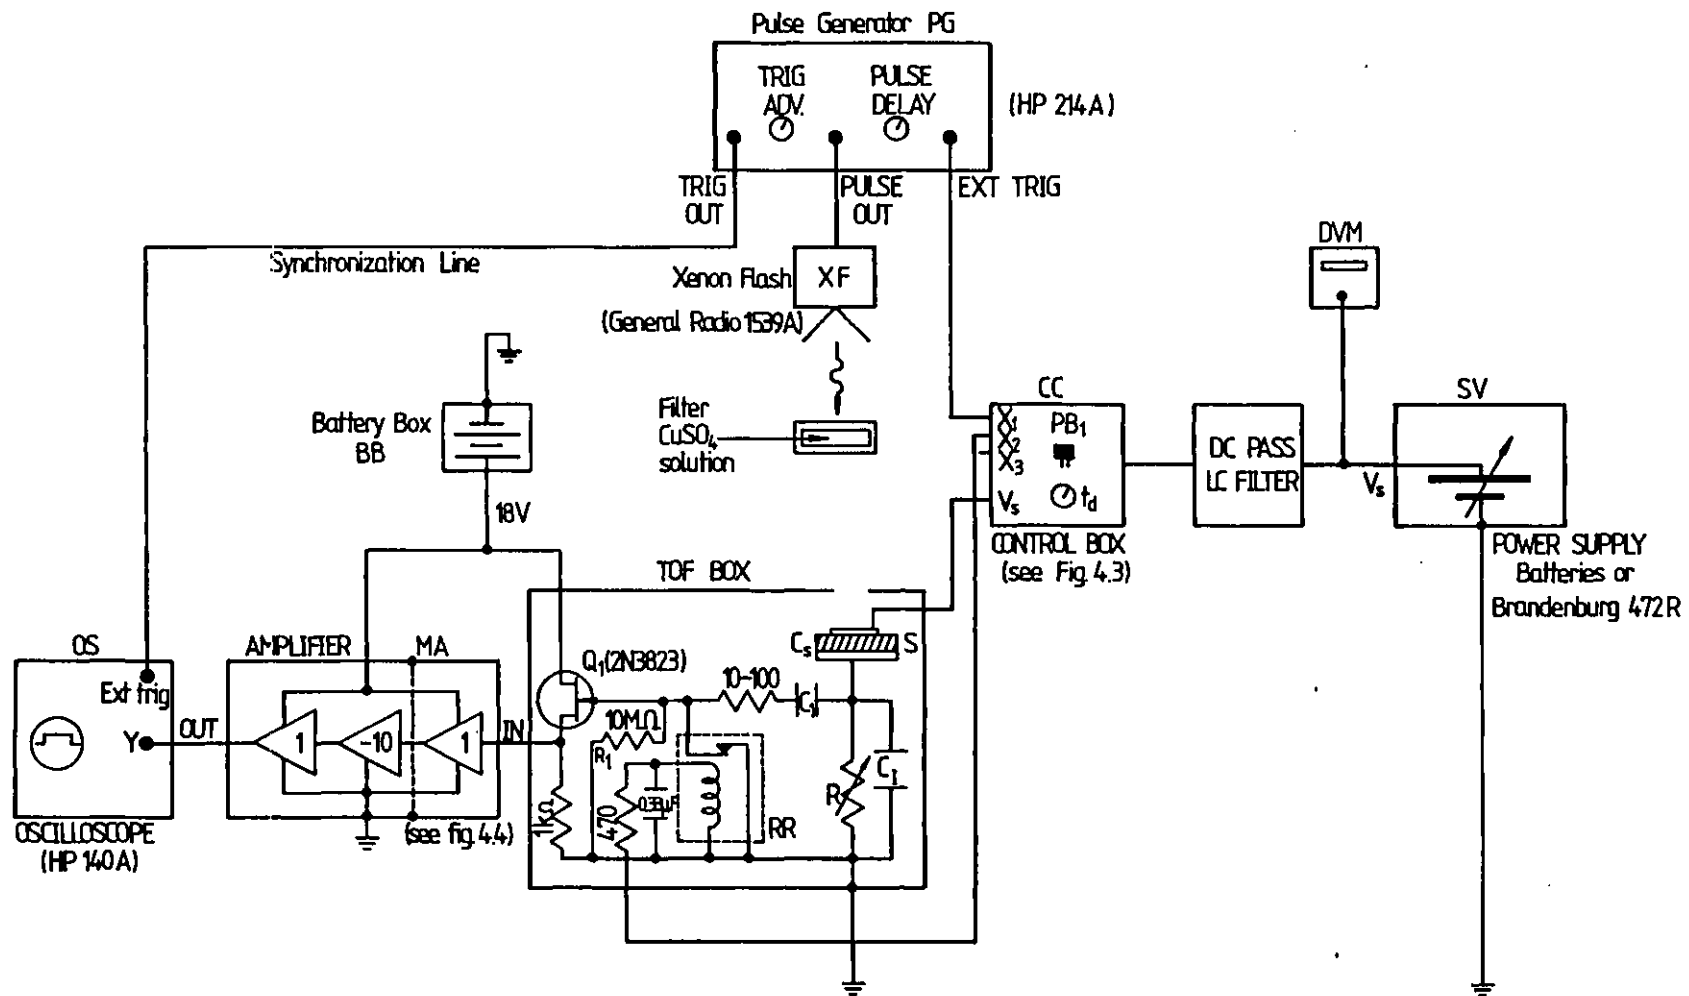 Pulse Generator PG
TRIG
ADV.
PULSE
DELAY
(HP 214A)
TRIG
OUT
PULSE
OUT
EXT TRIG
Synchronization Line
Xenon Flash
XF
(General Radio 1539A)
DVM
Filter
CuSO₄
solution
CC
X₁
X₂
X₃
PB₁
Vₛ
t_d
CONTROL BOX
(see Fig. 4.3)
DC PASS
LC FILTER
Vₛ
SV
POWER SUPPLY
Batteries or
Brandenburg 472R
Battery Box
BB
18V
TOF BOX
Cₛ
S
Q₁(2N3823)
10-100
C₁
10MΩ
R₁
1kΩ
470
0.33µF
RR
R
C_I
OS
Ext trig
Y
OUT
OSCILLOSCOPE
(HP 140A)
AMPLIFIER
MA
1
-10
1
IN
(see fig. 4.4)